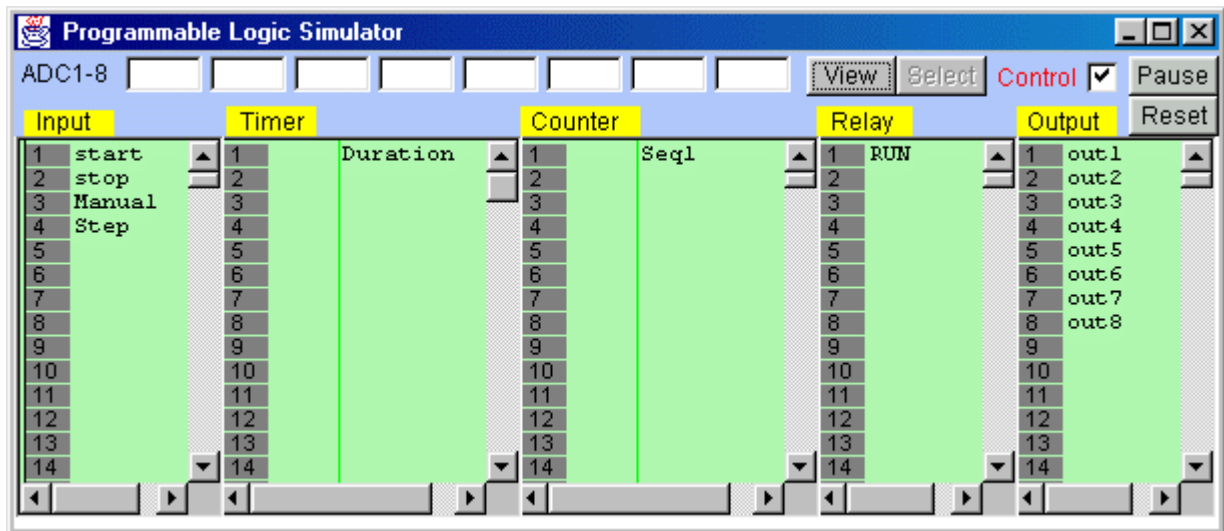 Programmable Logic Simulator
ADC1-8 View Select Control Pause
Reset
Input Timer Counter Relay Output
1 start 1 Duration 1 Seq1 1 RUN 1 out1
2 stop 2 2 2 2 out2
3 Manual 3 3 3 3 out3
4 Step 4 4 4 4 out4
5 5 5 5 5 out5
6 6 6 6 6 out6
7 7 7 7 7 out7
8 8 8 8 8 out8
9 9 9 9 9
10 10 10 10 10
11 11 11 11 11
12 12 12 12 12
13 13 13 13 13
14 14 14 14 14